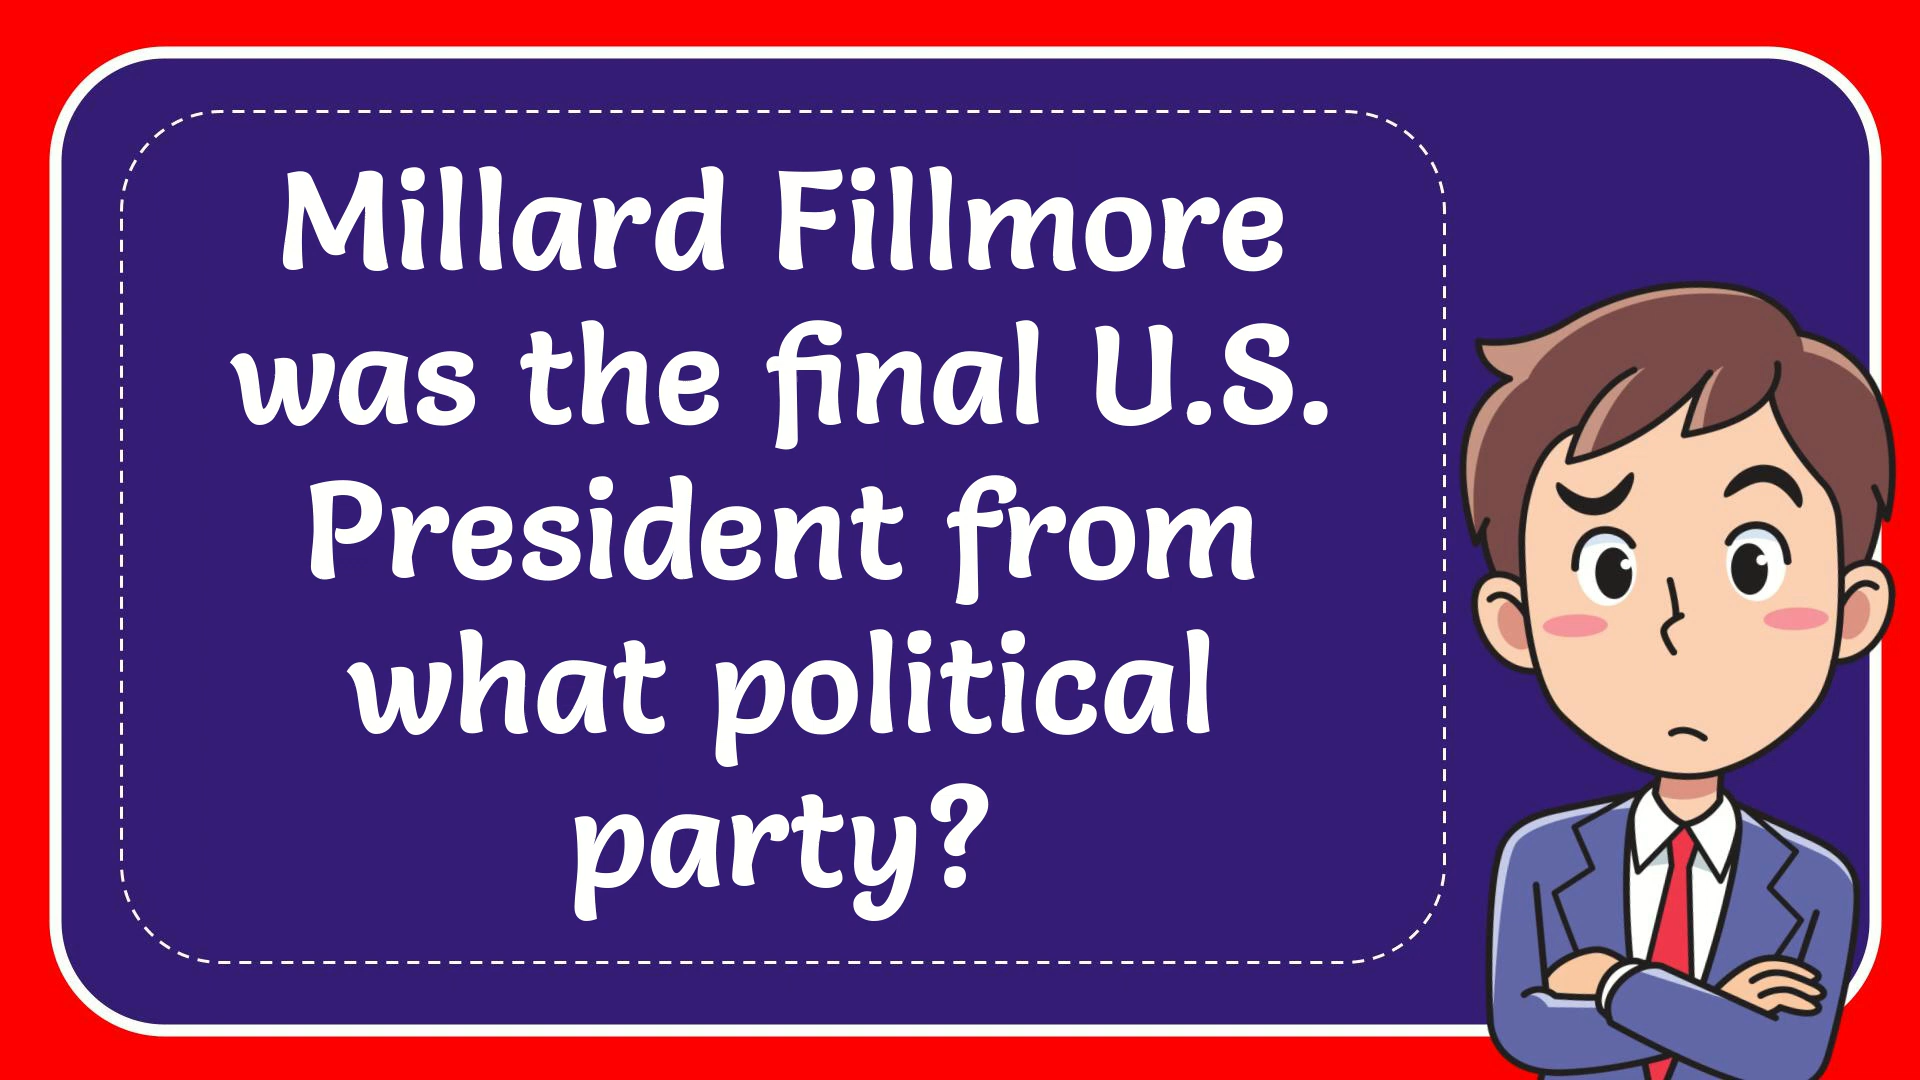 Millard Fillmore
was the final U.S.
President from
what political
party?